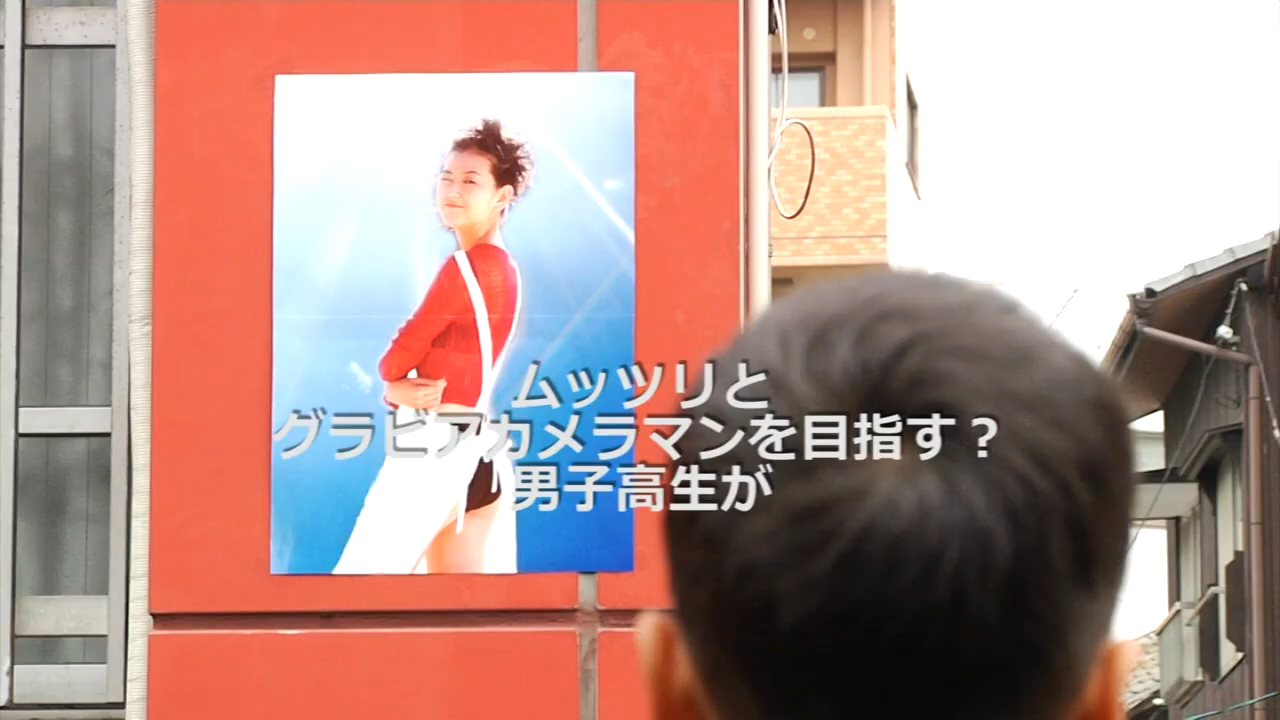 ムッツリと
グラビアカメラマンを目指す？
男子高生が